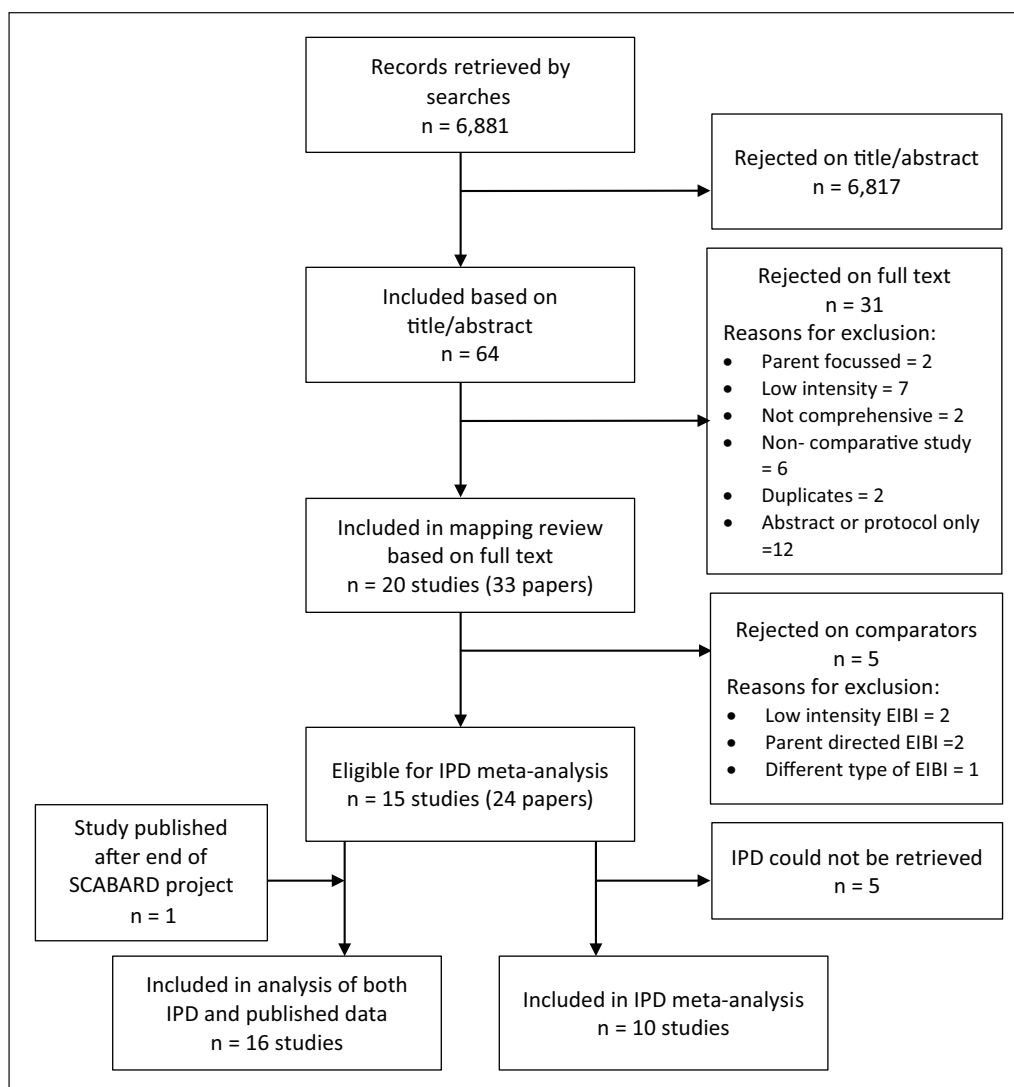 Records retrieved by
searches
n = 6,881
Rejected on title/abstract
n = 6,817
Included based on
title/abstract
n = 64
Rejected on full text
n = 31
Reasons for exclusion:
• Parent focussed = 2
• Low intensity = 7
• Not comprehensive = 2
• Non- comparative study
= 6
• Duplicates = 2
• Abstract or protocol only
=12
Included in mapping review
based on full text
n = 20 studies (33 papers)
Rejected on comparators
n = 5
Reasons for exclusion:
• Low intensity EIBI = 2
• Parent directed EIBI =2
• Different type of EIBI = 1
Eligible for IPD meta-analysis
n = 15 studies (24 papers)
Study published
after end of
SCABARD project
n = 1
IPD could not be retrieved
n = 5
Included in analysis of both
IPD and published data
n = 16 studies
Included in IPD meta-analysis
n = 10 studies